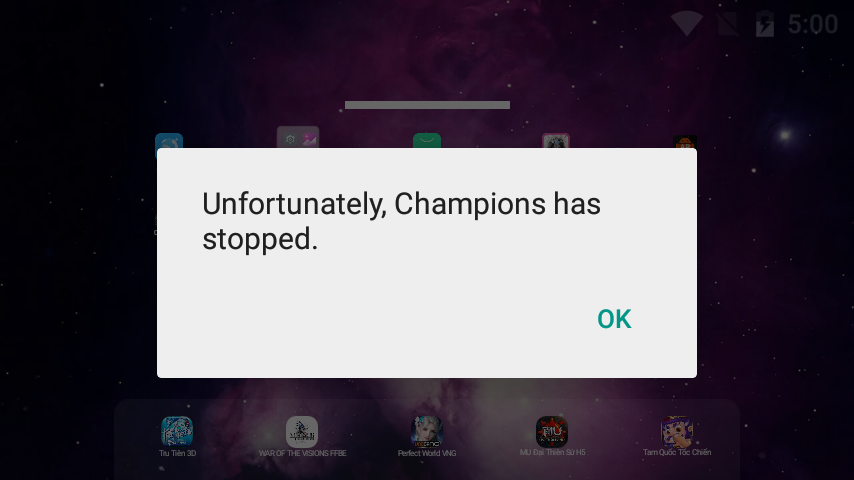 5:00
Unfortunately, Champions has
stopped.
OK
Tru Tiên 3D
WAR OF THE VISIONS FFBE
Perfect World VNG
MU Đại Thiên Sứ H5
Tam Quốc Tốc Chiến